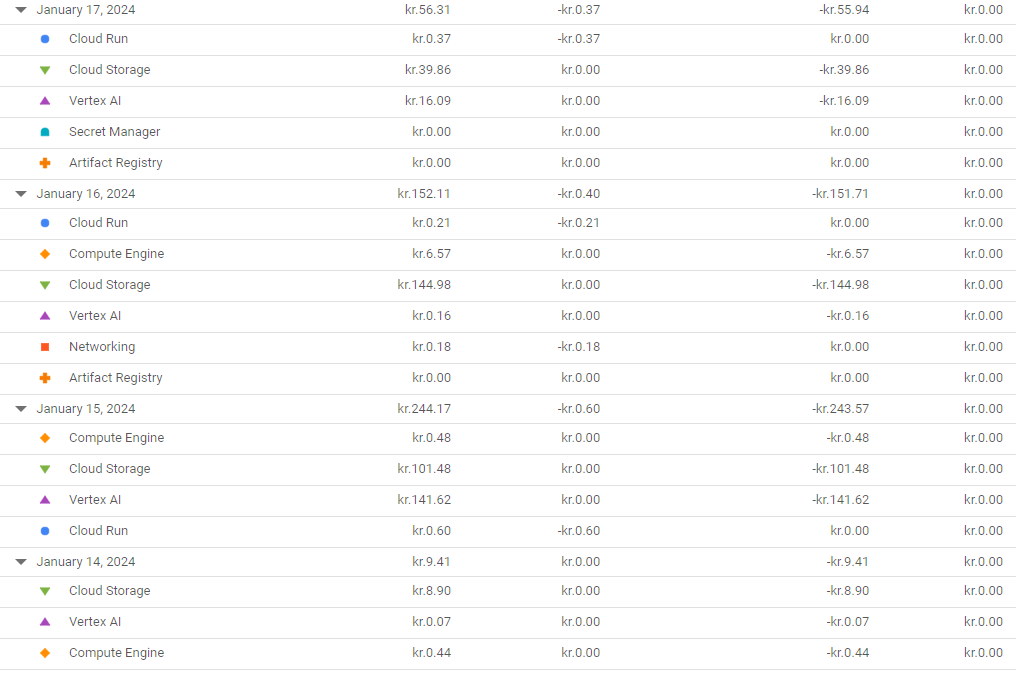 January 17, 2024 kr.56.31 -kr.0.37 -kr.55.94 kr.0.00
Cloud Run kr.0.37 -kr.0.37 kr.0.00 kr.0.00
Cloud Storage kr.39.86 kr.0.00 -kr.39.86 kr.0.00
Vertex AI kr.16.09 kr.0.00 -kr.16.09 kr.0.00
Secret Manager kr.0.00 kr.0.00 kr.0.00 kr.0.00
Artifact Registry kr.0.00 kr.0.00 kr.0.00 kr.0.00
January 16, 2024 kr.152.11 -kr.0.40 -kr.151.71 kr.0.00
Cloud Run kr.0.21 -kr.0.21 kr.0.00 kr.0.00
Compute Engine kr.6.57 kr.0.00 -kr.6.57 kr.0.00
Cloud Storage kr.144.98 kr.0.00 -kr.144.98 kr.0.00
Vertex AI kr.0.16 kr.0.00 -kr.0.16 kr.0.00
Networking kr.0.18 -kr.0.18 kr.0.00 kr.0.00
Artifact Registry kr.0.00 kr.0.00 kr.0.00 kr.0.00
January 15, 2024 kr.244.17 -kr.0.60 -kr.243.57 kr.0.00
Compute Engine kr.0.48 kr.0.00 -kr.0.48 kr.0.00
Cloud Storage kr.101.48 kr.0.00 -kr.101.48 kr.0.00
Vertex AI kr.141.62 kr.0.00 -kr.141.62 kr.0.00
Cloud Run kr.0.60 -kr.0.60 kr.0.00 kr.0.00
January 14, 2024 kr.9.41 kr.0.00 -kr.9.41 kr.0.00
Cloud Storage kr.8.90 kr.0.00 -kr.8.90 kr.0.00
Vertex AI kr.0.07 kr.0.00 -kr.0.07 kr.0.00
Compute Engine kr.0.44 kr.0.00 -kr.0.44 kr.0.00